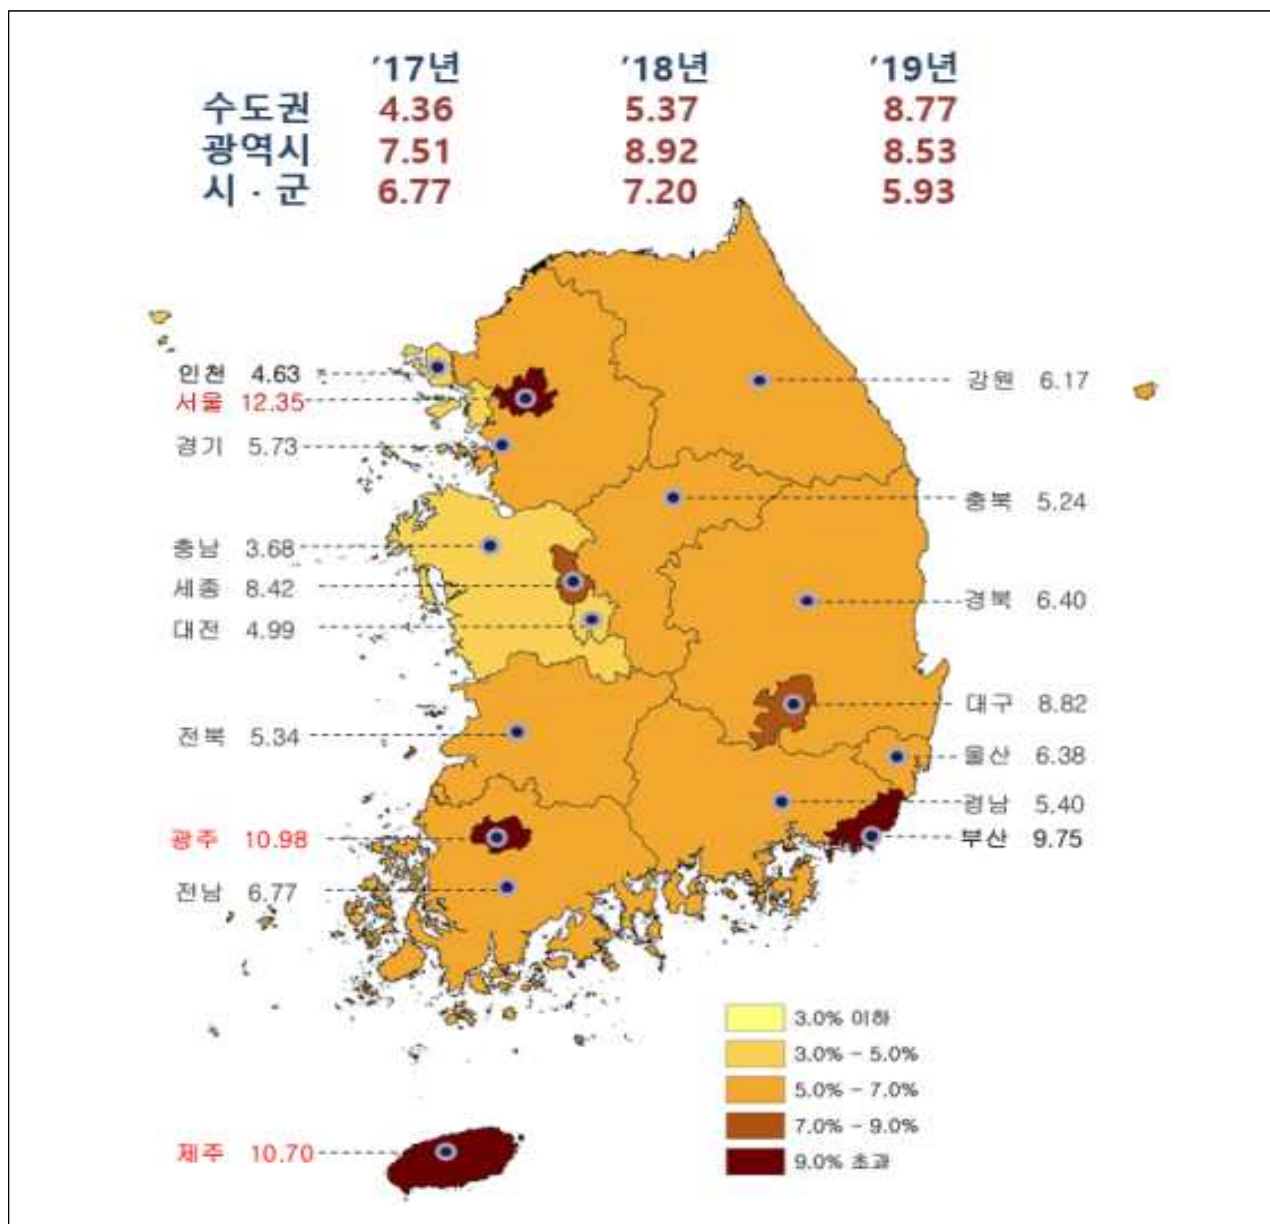 '17년 '18년 '19년
수도권 4.36 5.37 8.77
광역시 7.51 8.92 8.53
시·군 6.77 7.20 5.93
인천 4.63
서울 12.35
경기 5.73
충남 3.68
세종 8.42
대전 4.99
전북 5.34
광주 10.98
전남 6.77
제주 10.70
강원 6.17
충북 5.24
경북 6.40
대구 8.82
울산 6.38
경남 5.40
부산 9.75
3.0% 이하
3.0% - 5.0%
5.0% - 7.0%
7.0% - 9.0%
9.0% 초과